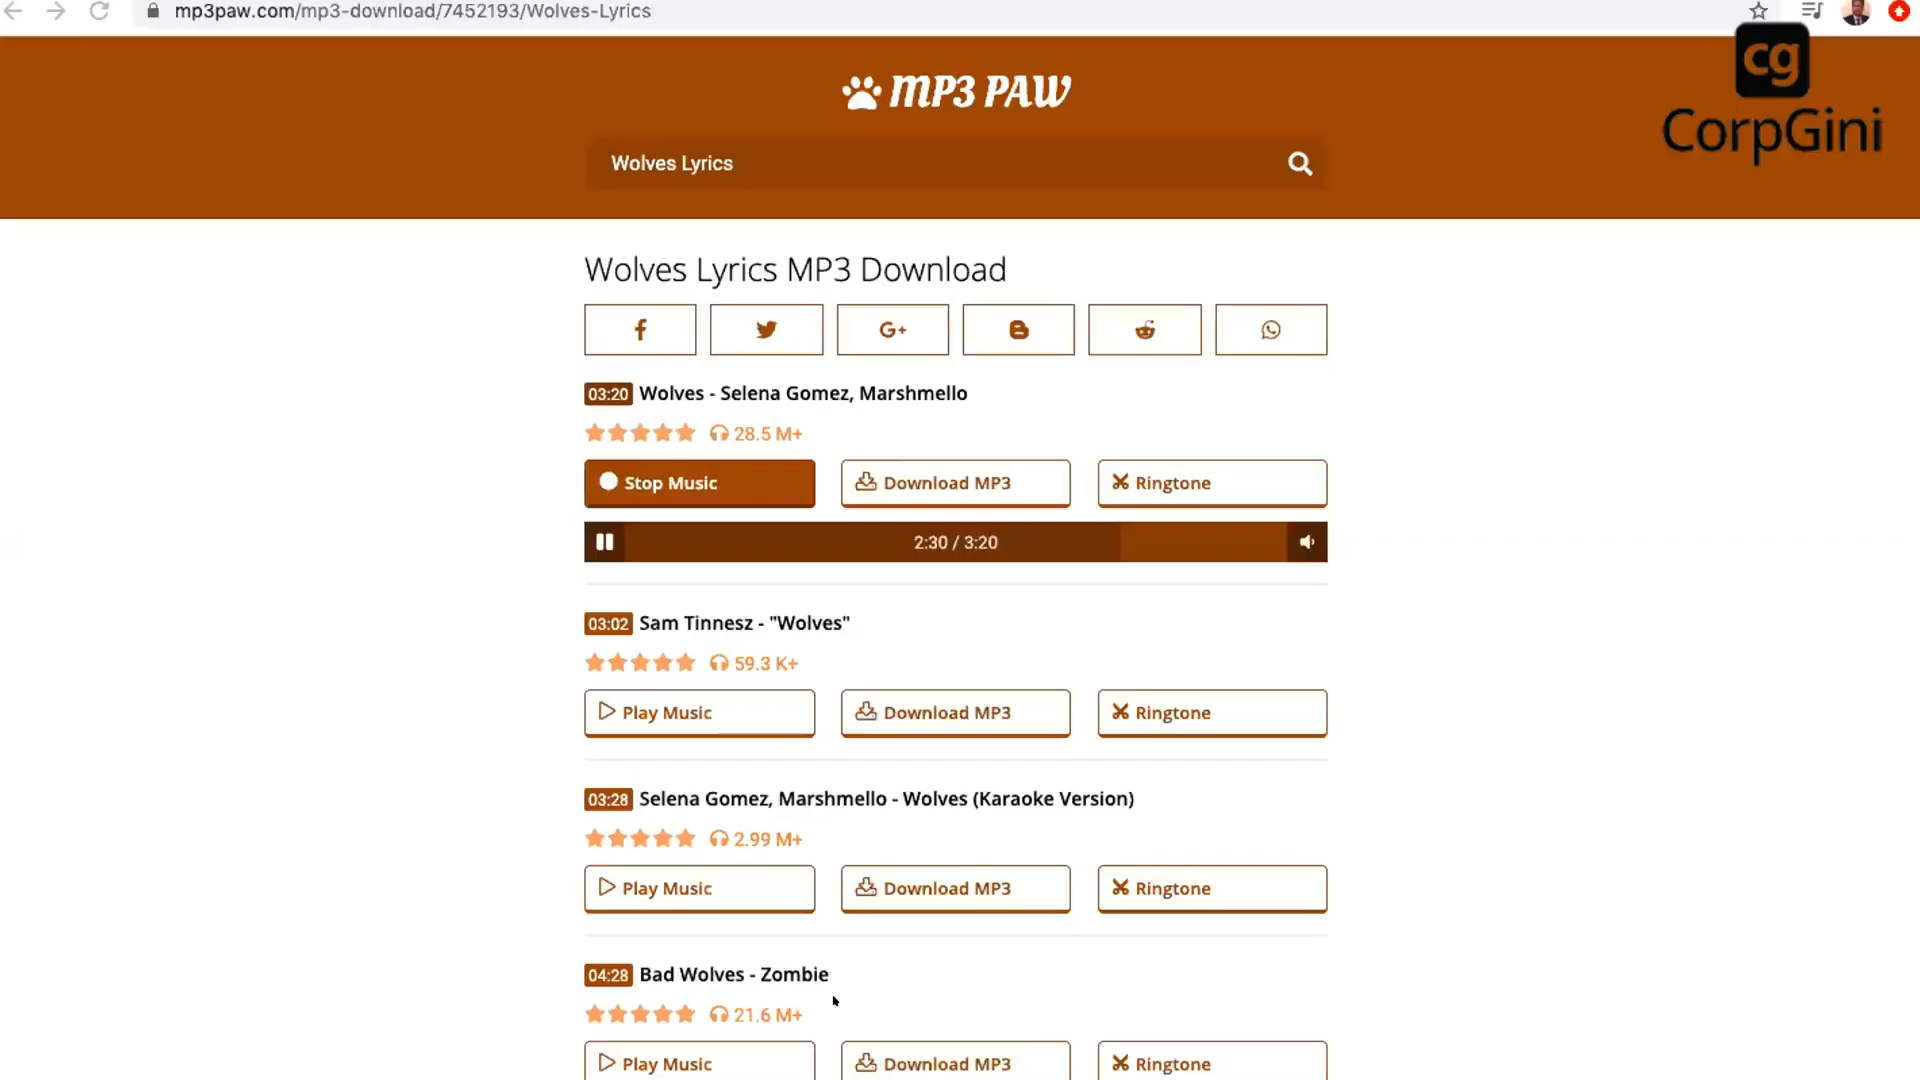 mp3paw.com/mp3-download/7452193/Wolves-Lyrics
cg
CorpGini
MP3 PAW
Wolves Lyrics
Wolves Lyrics MP3 Download
03:20 Wolves - Selena Gomez, Marshmello
28.5 M+
Stop Music Download MP3 Ringtone
2:30 / 3:20
03:02 Sam Tinnesz - "Wolves"
59.3 K+
Play Music Download MP3 Ringtone
03:28 Selena Gomez, Marshmello - Wolves (Karaoke Version)
2.99 M+
Play Music Download MP3 Ringtone
04:28 Bad Wolves - Zombie
21.6 M+
Play Music Download MP3 Ringtone